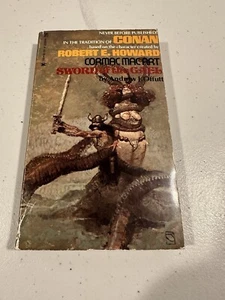 NEVER BEFORE PUBLISHED!
IN THE TRADITION OF CONAN
based on the character created by
ROBERT E. HOWARD
CORMAC MAC ART
SWORD OF THE GAEL
by Andrew J. Offutt